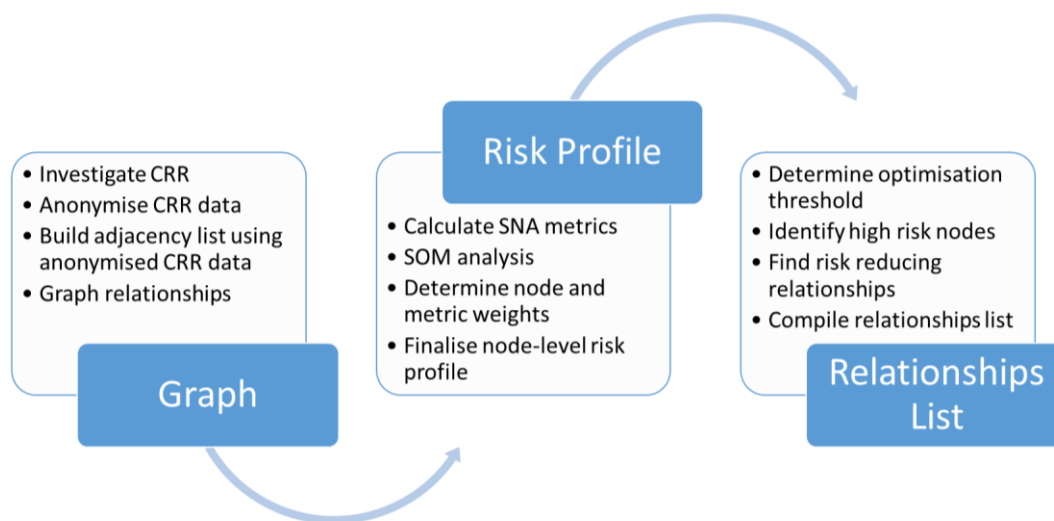 • Investigate CRR
• Anonymise CRR data
• Build adjacency list using
anonymised CRR data
• Graph relationships
Graph
Risk Profile
• Calculate SNA metrics
• SOM analysis
• Determine node and
metric weights
• Finalise node-level risk
profile
• Determine optimisation
threshold
• Identify high risk nodes
• Find risk reducing
relationships
• Compile relationships list
Relationships
List